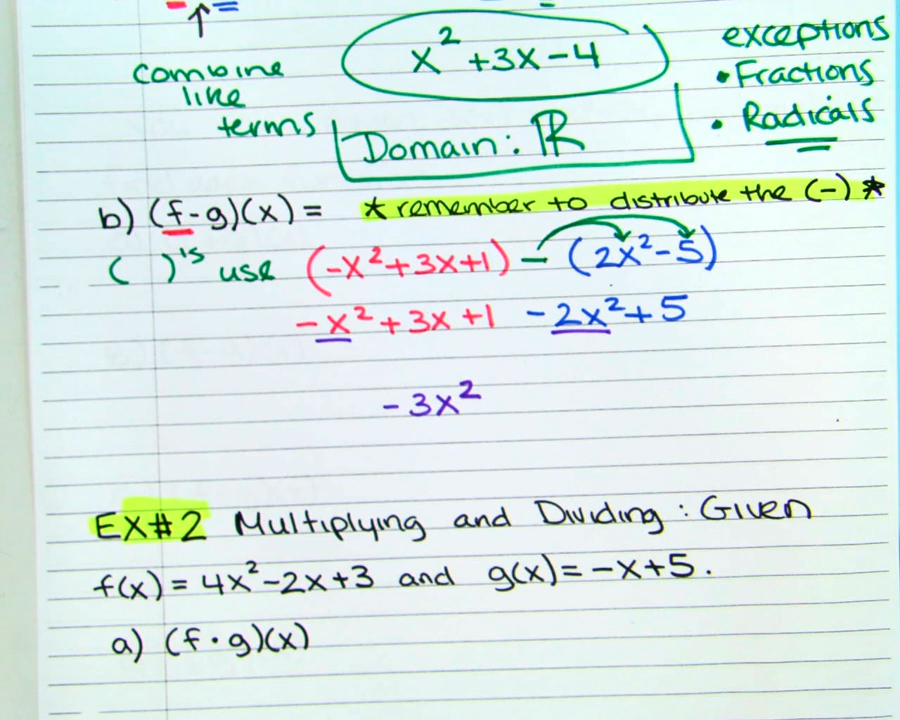 x² + 3x − 4
exceptions
• Fractions
• Radicals
combine
like
terms
Domain : ℝ
b) (f - g)(x) = * remember to distribute the (−) *
( )'s use (-x² + 3x + 1) − (2x² - 5)
- x² + 3x + 1 - 2x² + 5
- 3x²
EX#2 Multiplying and Dividing : Given
f(x) = 4x² - 2x + 3 and g(x) = -x + 5.
a) (f · g)(x)